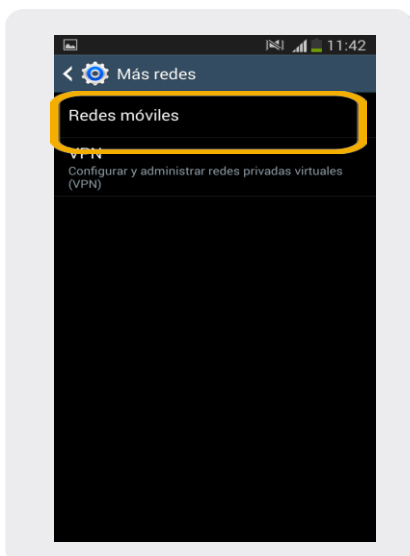 11:42
Más redes
Redes móviles
VPN
Configurar y administrar redes privadas virtuales
(VPN)